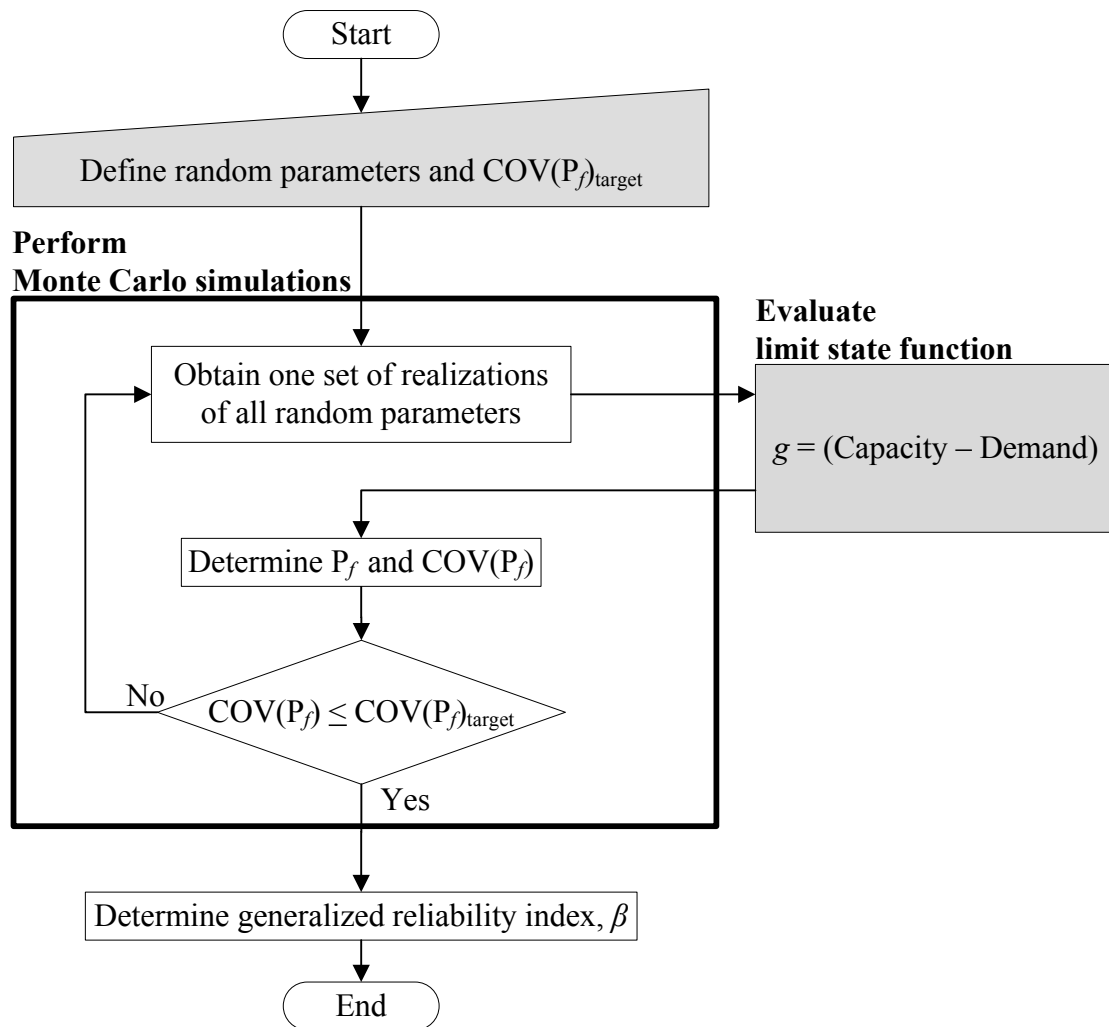 Start
Define random parameters and COV(Pf)target
Perform
Monte Carlo simulations
Obtain one set of realizations
of all random parameters
Evaluate
limit state function
g = (Capacity – Demand)
Determine Pf and COV(Pf)
No
COV(Pf) ≤ COV(Pf)target
Yes
Determine generalized reliability index, β
End